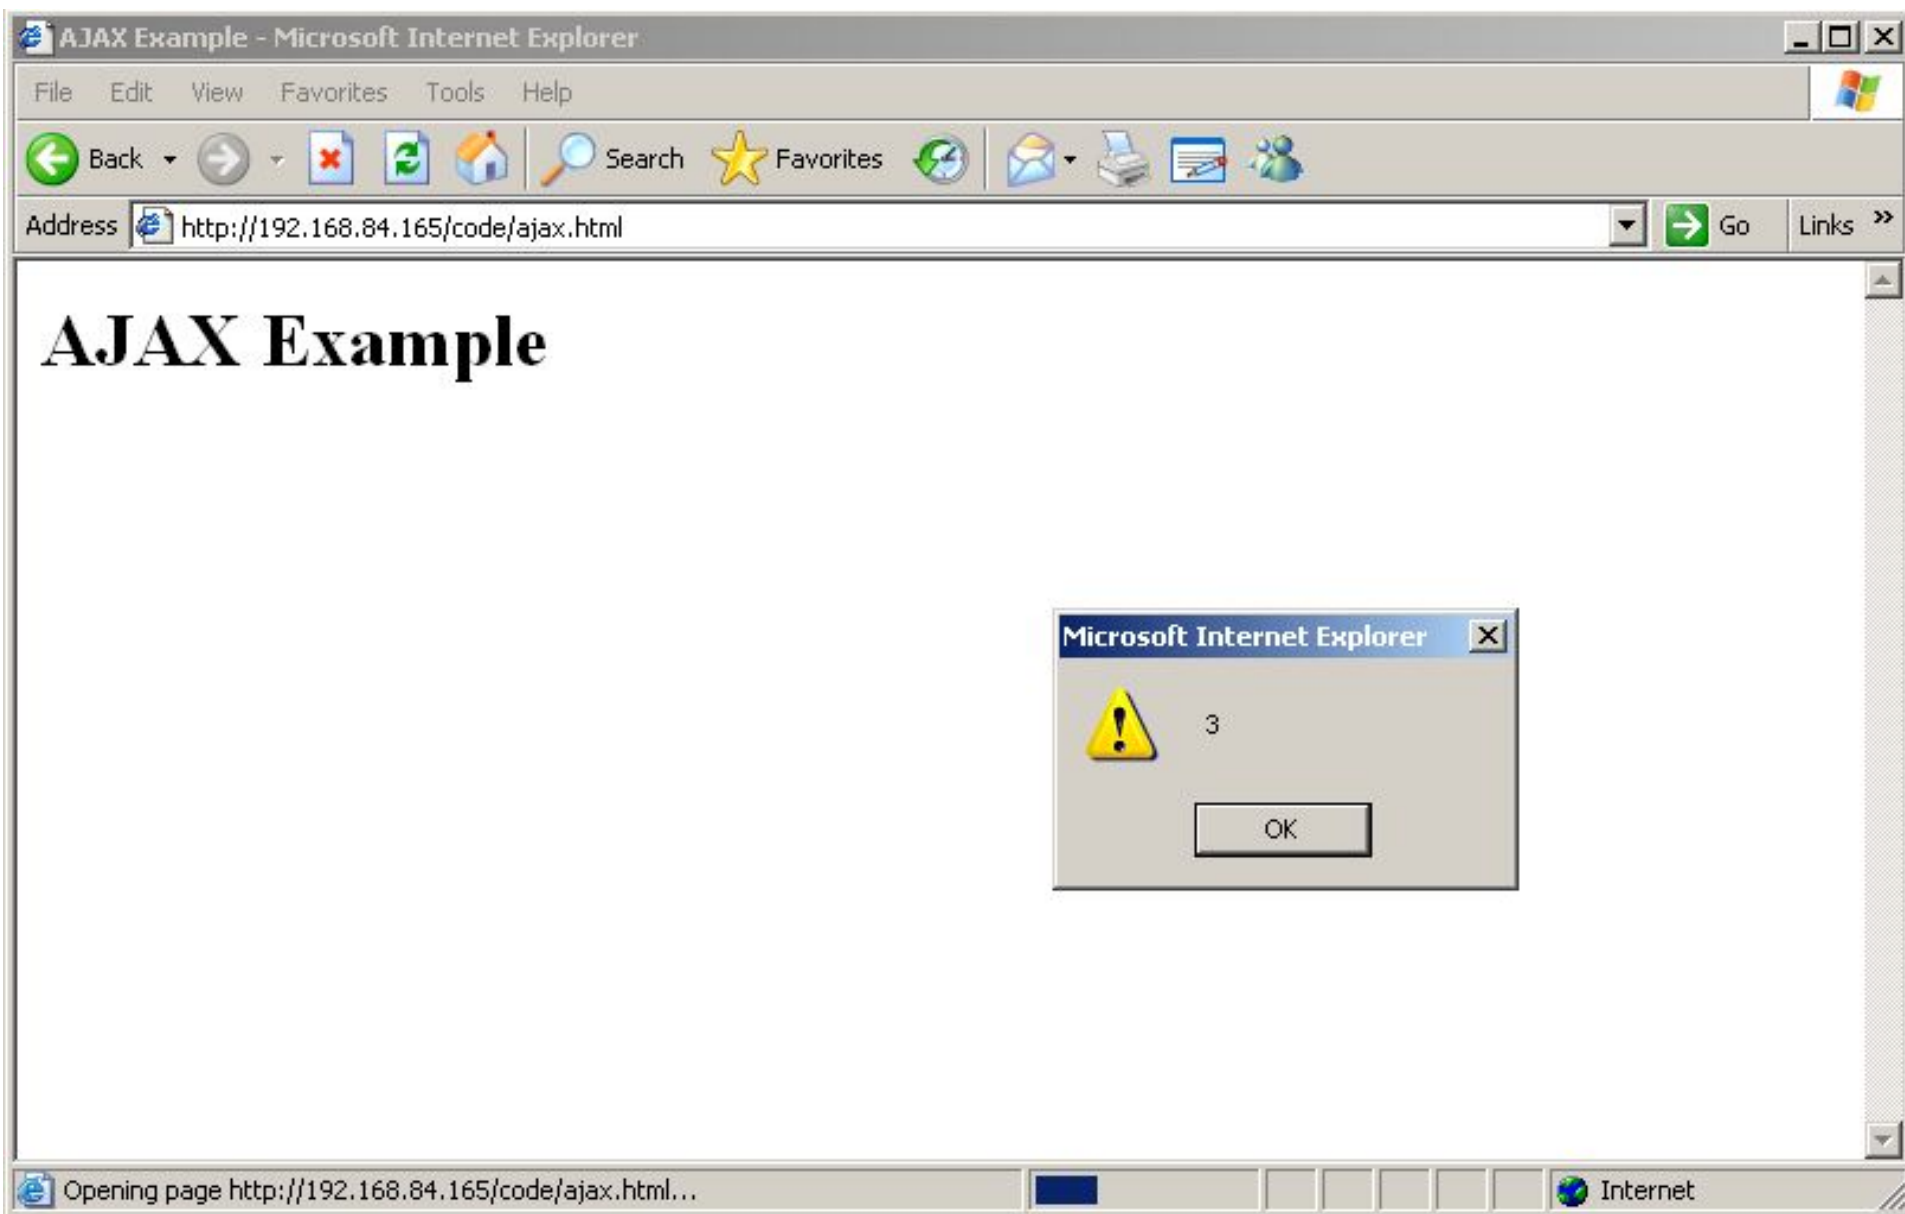 AJAX Example - Microsoft Internet Explorer
File Edit View Favorites Tools Help
Back Search Favorites
Address http://192.168.84.165/code/ajax.html Go Links »
AJAX Example
Microsoft Internet Explorer
3
OK
Opening page http://192.168.84.165/code/ajax.html... Internet